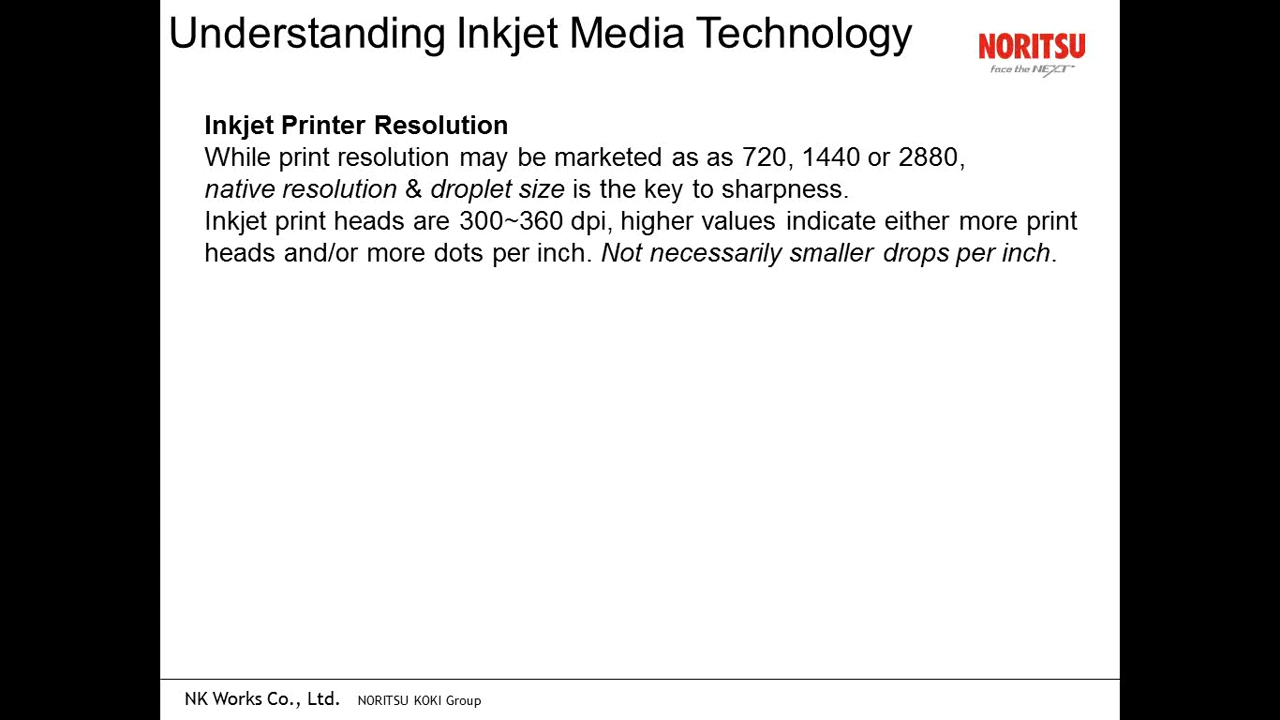 Understanding Inkjet Media Technology
NORITSU
face the NEXT™
Inkjet Printer Resolution
While print resolution may be marketed as as 720, 1440 or 2880,
native resolution & droplet size is the key to sharpness.
Inkjet print heads are 300~360 dpi, higher values indicate either more print
heads and/or more dots per inch. Not necessarily smaller drops per inch.
NK Works Co., Ltd. NORITSU KOKI Group